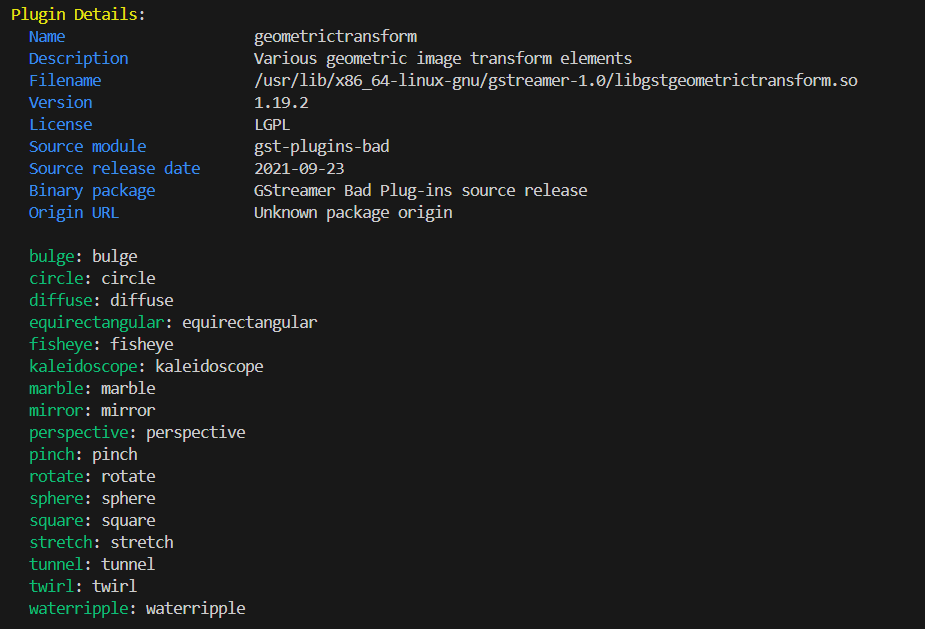 Plugin Details:
Name geometrictransform
Description Various geometric image transform elements
Filename /usr/lib/x86_64-linux-gnu/gstreamer-1.0/libgstgeometrictransform.so
Version 1.19.2
License LGPL
Source module gst-plugins-bad
Source release date 2021-09-23
Binary package GStreamer Bad Plug-ins source release
Origin URL Unknown package origin
bulge: bulge
circle: circle
diffuse: diffuse
equirectangular: equirectangular
fisheye: fisheye
kaleidoscope: kaleidoscope
marble: marble
mirror: mirror
perspective: perspective
pinch: pinch
rotate: rotate
sphere: sphere
square: square
stretch: stretch
tunnel: tunnel
twirl: twirl
waterripple: waterripple